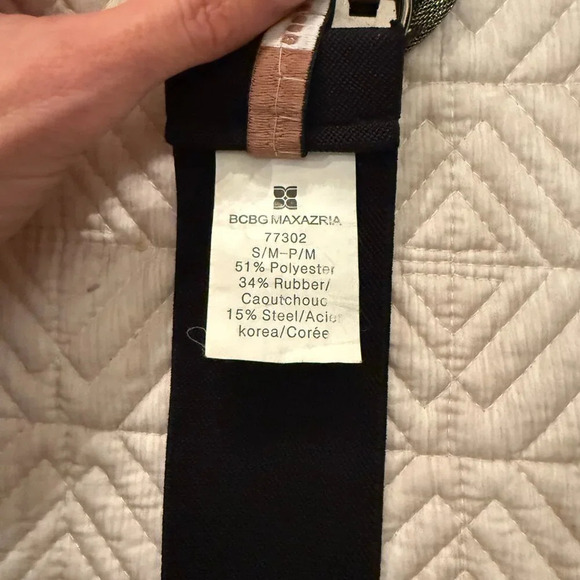 BCBG MAXAZRIA
77302
S/M-P/M
51% Polyester
34% Rubber/
Caoutchouc
15% Steel/Acier
korea/Corée